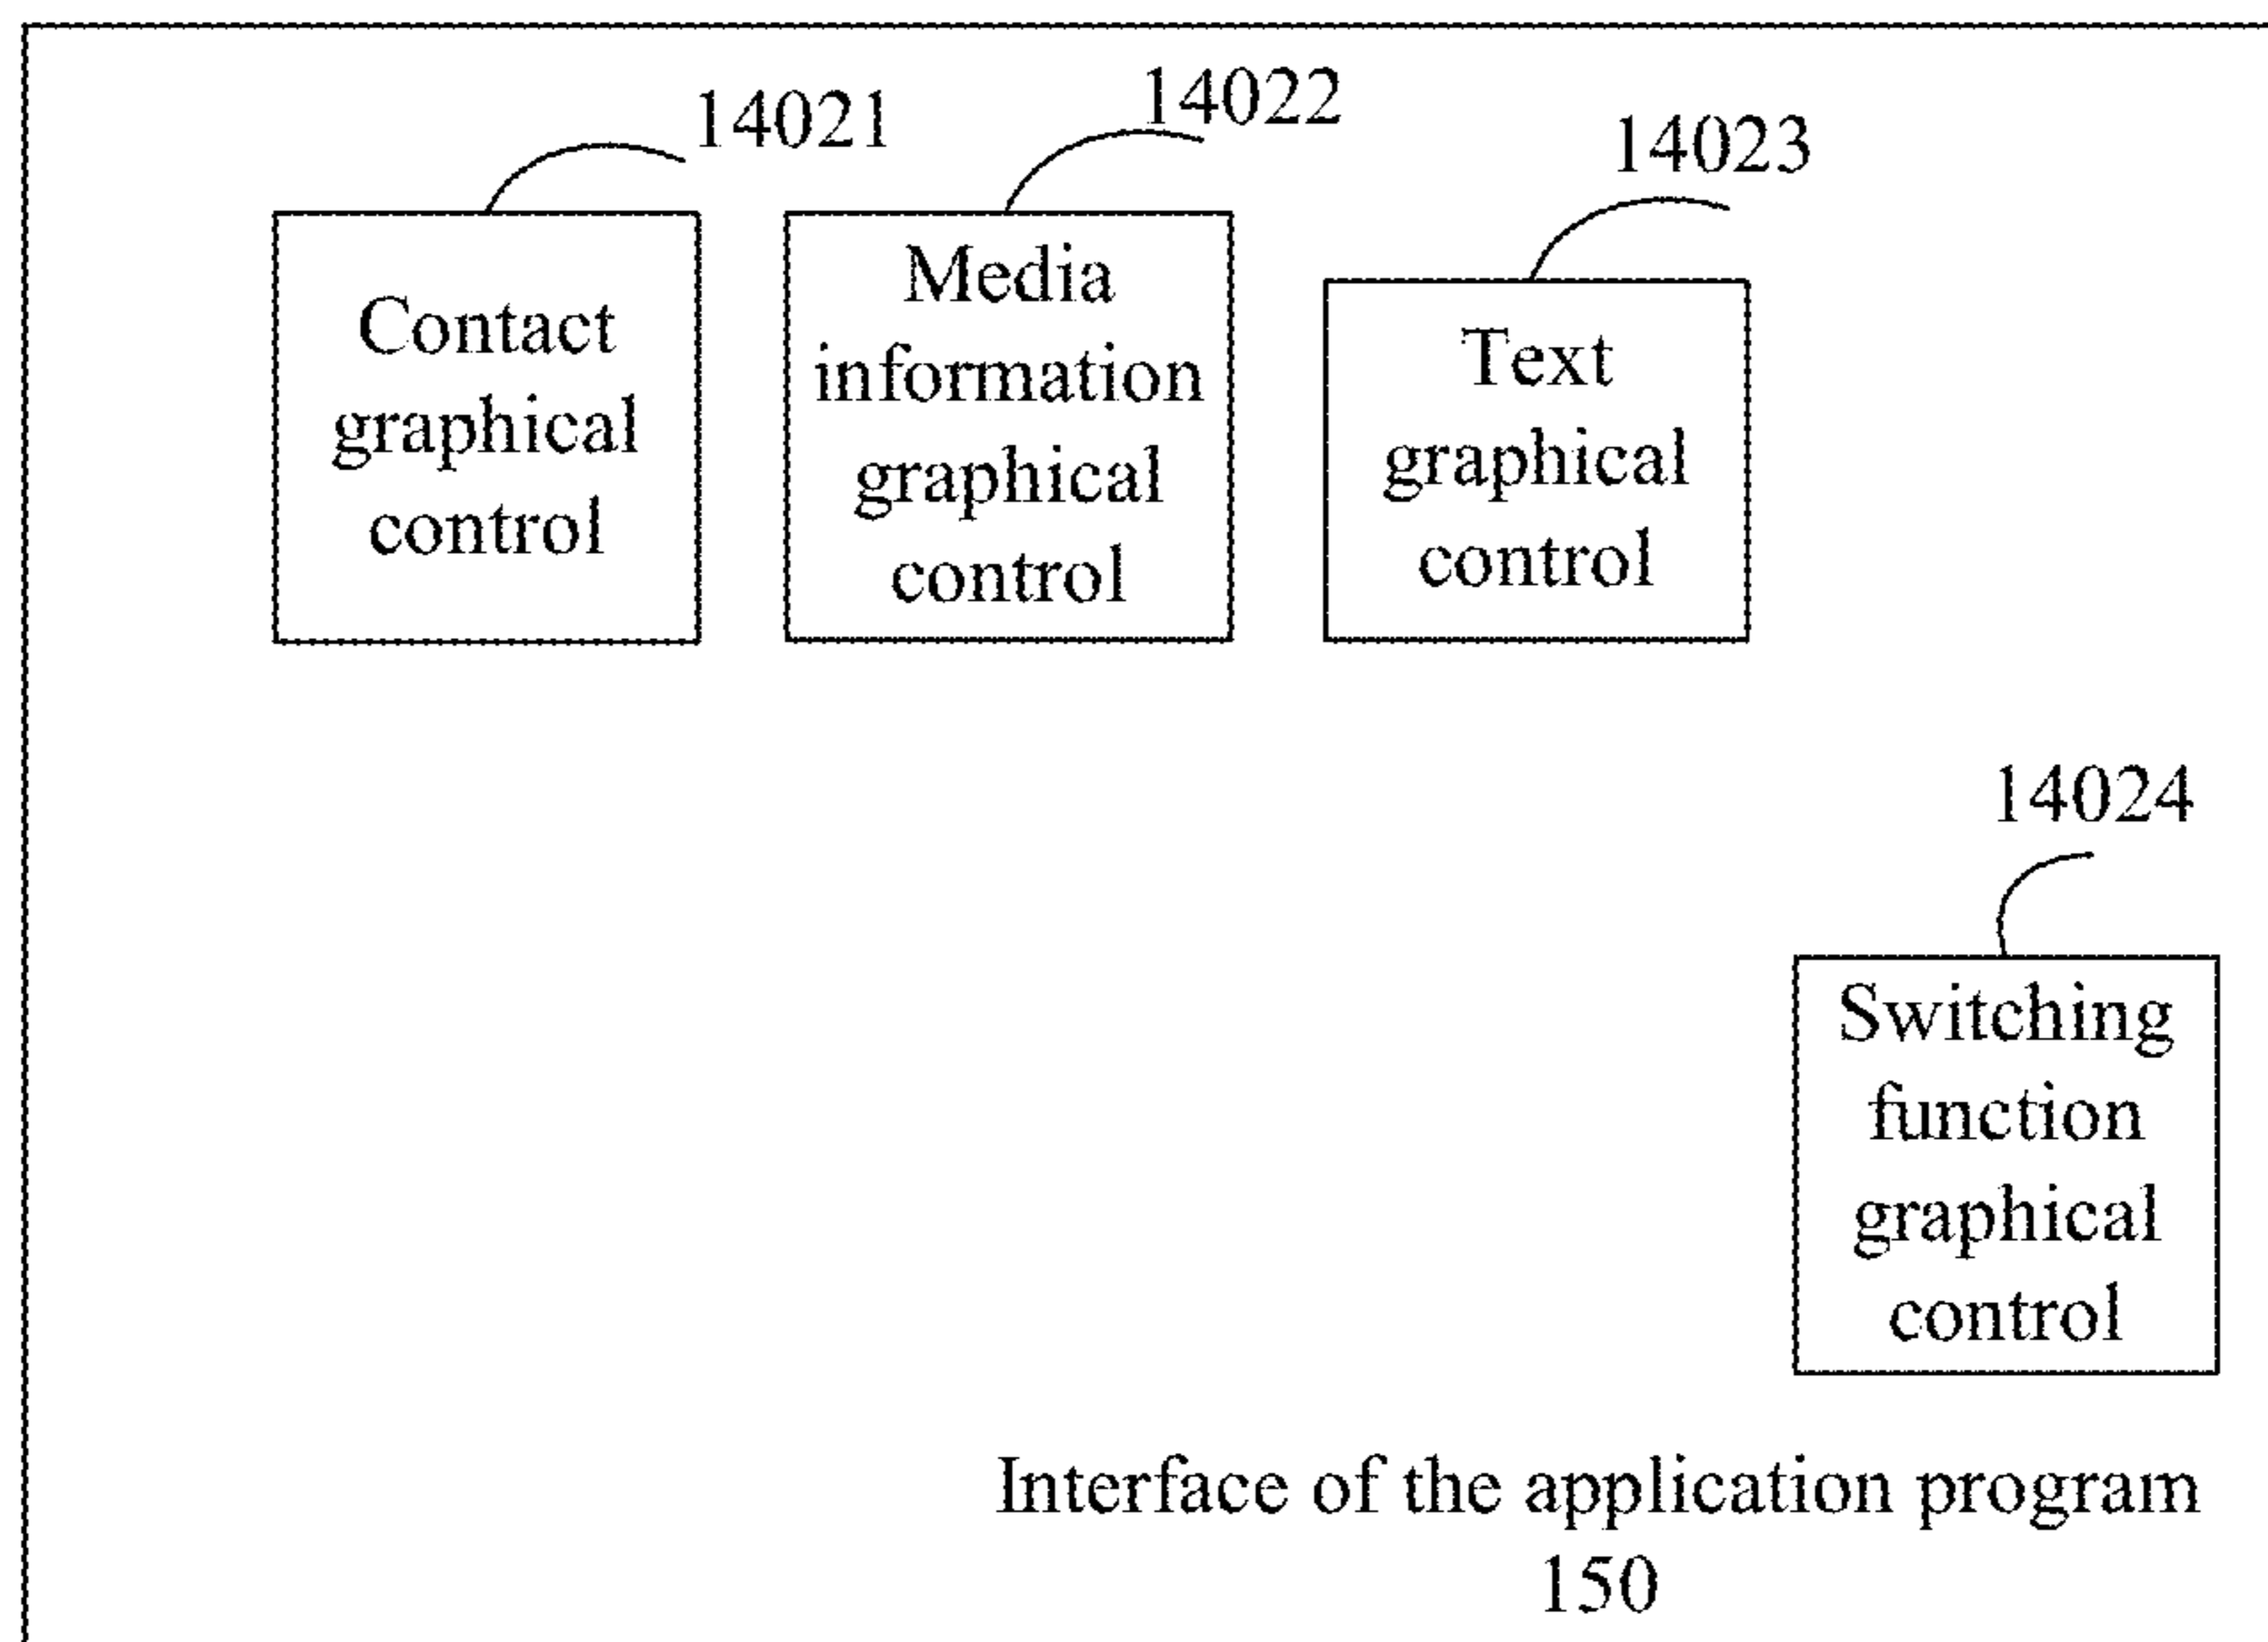 14021
14022
14023
Contact
graphical
control
Media
information
graphical
control
Text
graphical
control
14024
Switching
function
graphical
control
Interface of the application program
150